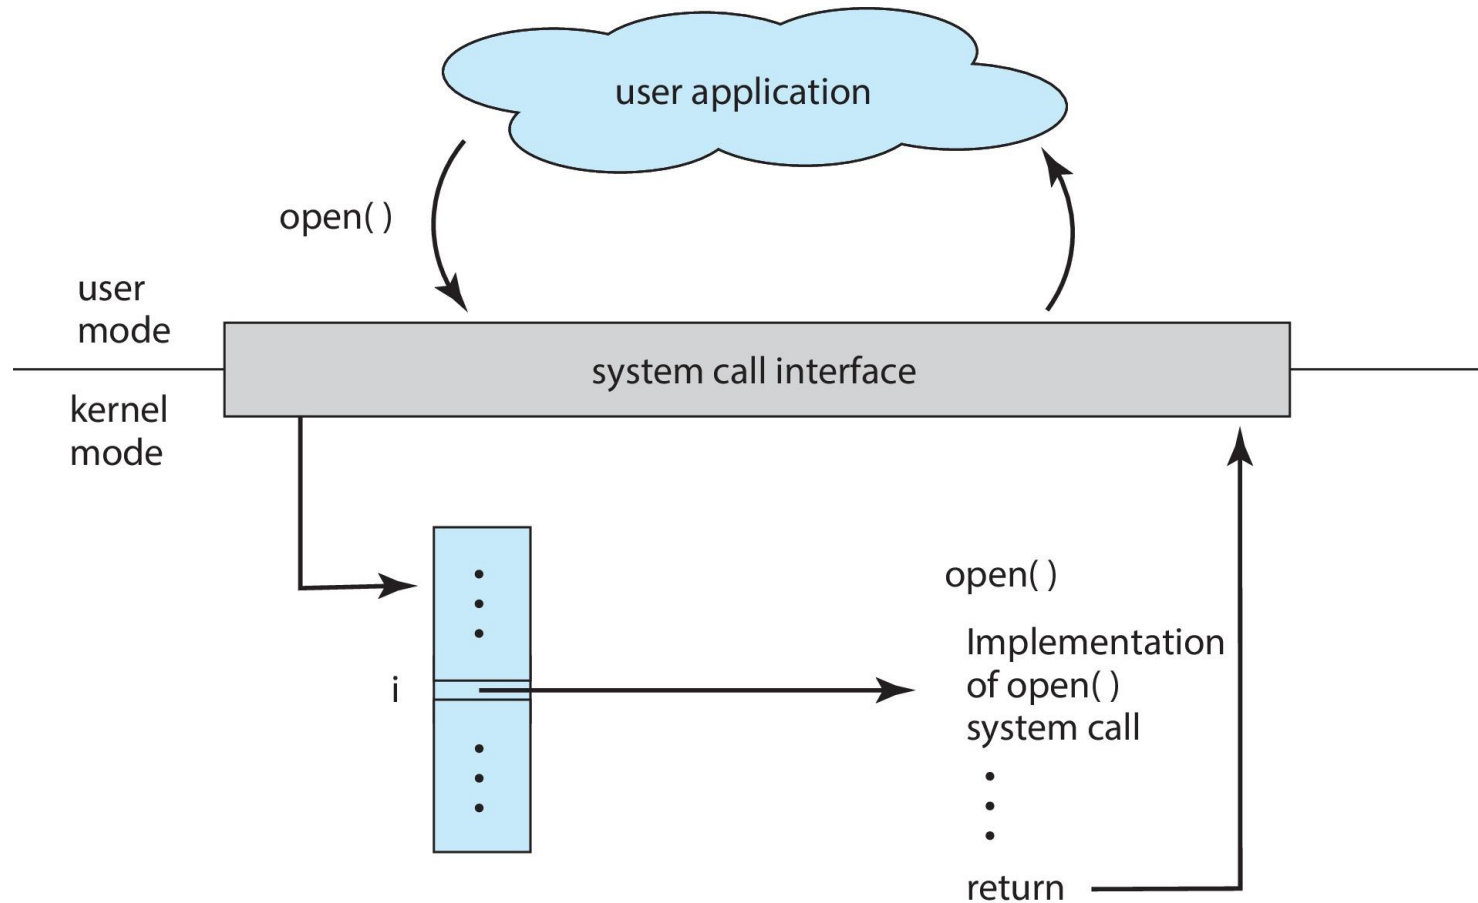 user application
open( )
user
mode
system call interface
kernel
mode
open( )
Implementation
i
of open( )
system call
return